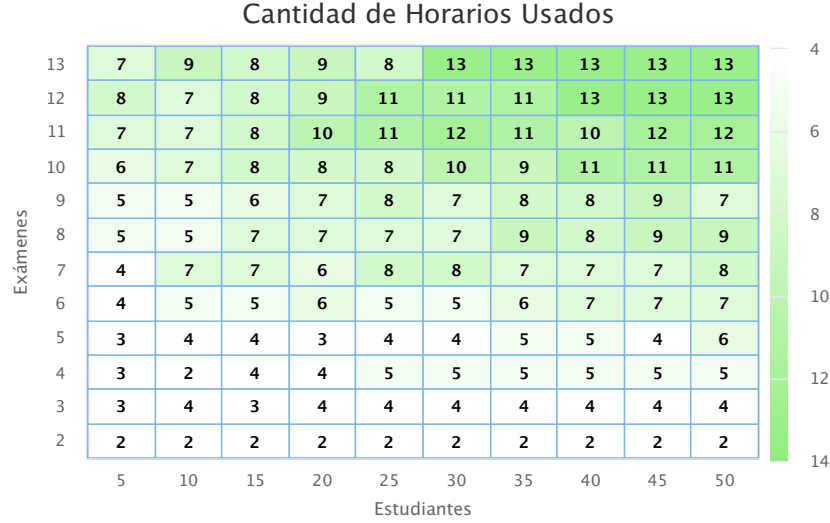 Cantidad de Horarios Usados
13 7 9 8 9 8 13 13 13 13 13
12 8 7 8 9 11 11 11 13 13 13
11 7 7 8 10 11 12 11 10 12 12
10 6 7 8 8 8 10 9 11 11 11
9 5 5 6 7 8 7 8 8 9 7
8 5 5 7 7 7 7 9 8 9 9
7 4 7 7 6 8 8 7 7 7 8
6 4 5 5 6 5 5 6 7 7 7
5 3 4 4 3 4 4 5 5 4 6
4 3 2 4 4 5 5 5 5 5 5
3 3 4 3 4 4 4 4 4 4 4
2 2 2 2 2 2 2 2 2 2 2
5 10 15 20 25 30 35 40 45 50
Estudiantes
Exámenes
4
6
8
10
12
14